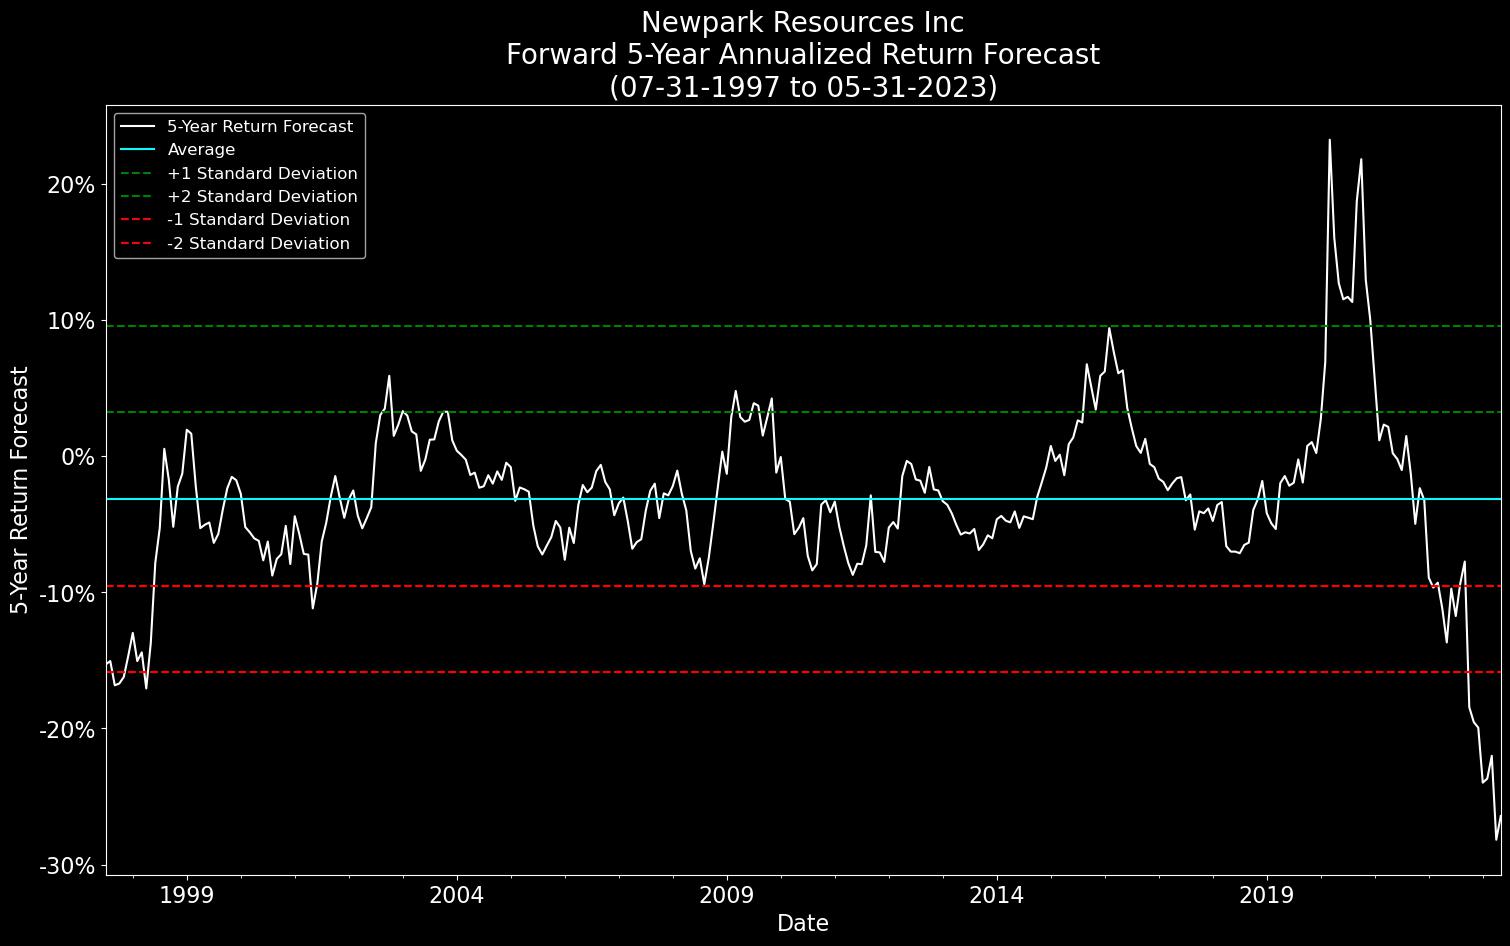 Newpark Resources Inc
Forward 5-Year Annualized Return Forecast
(07-31-1997 to 05-31-2023)
5-Year Return Forecast
Average
+1 Standard Deviation
+2 Standard Deviation
-1 Standard Deviation
-2 Standard Deviation
5-Year Return Forecast
20%
10%
0%
-10%
-20%
-30%
1999
2004
2009
2014
2019
Date